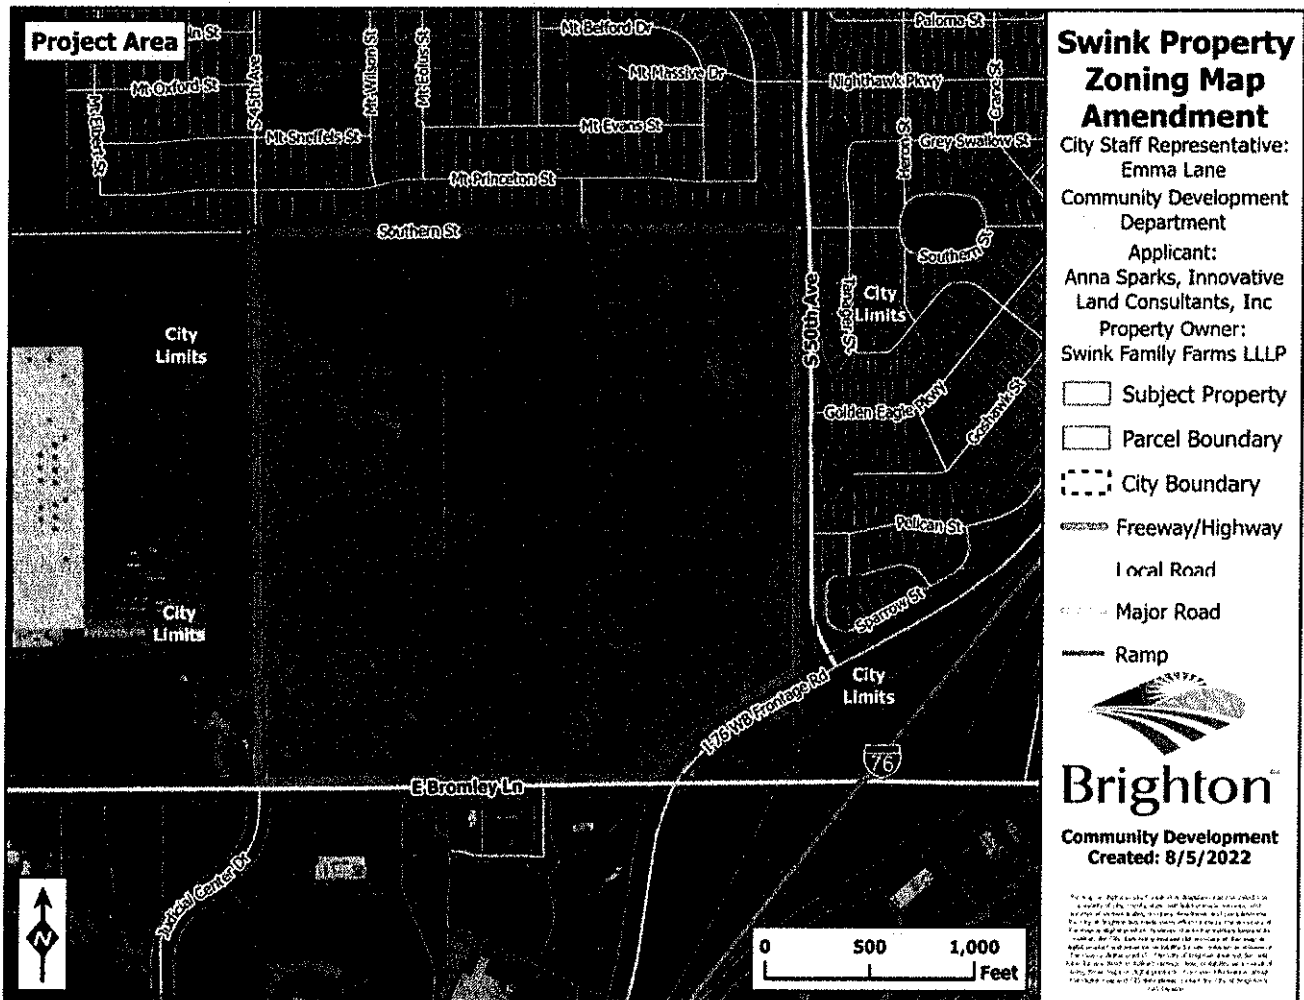 Project Area
Mt Oxford St
Mt Elbert St
S 45th Ave
Mt Sneffels St
Mt Wilson St
Mt Eolus St
Mt Belford Dr
Mt Massive Dr
Mt Evans St
Mt Princeton St
Southern St
Paloma St
Nighthawk Pkwy
Crane St
Heron St
Grey Swallow St
Southern St
Tanager St
City
Limits
S 50th Ave
City
Limits
Golden Eagle Pkwy
Goshawk St
Pelican St
Sparrow St
City
Limits
City
Limits
I-76 WB Frontage Rd
76
E Bromley Ln
Judicial Center Dr
N
0 500 1,000
Feet
Swink Property
Zoning Map
Amendment
City Staff Representative:
Emma Lane
Community Development
Department
Applicant:
Anna Sparks, Innovative
Land Consultants, Inc
Property Owner:
Swink Family Farms LLLP
Subject Property
Parcel Boundary
City Boundary
Freeway/Highway
Local Road
Major Road
Ramp
Brighton
Community Development
Created: 8/5/2022